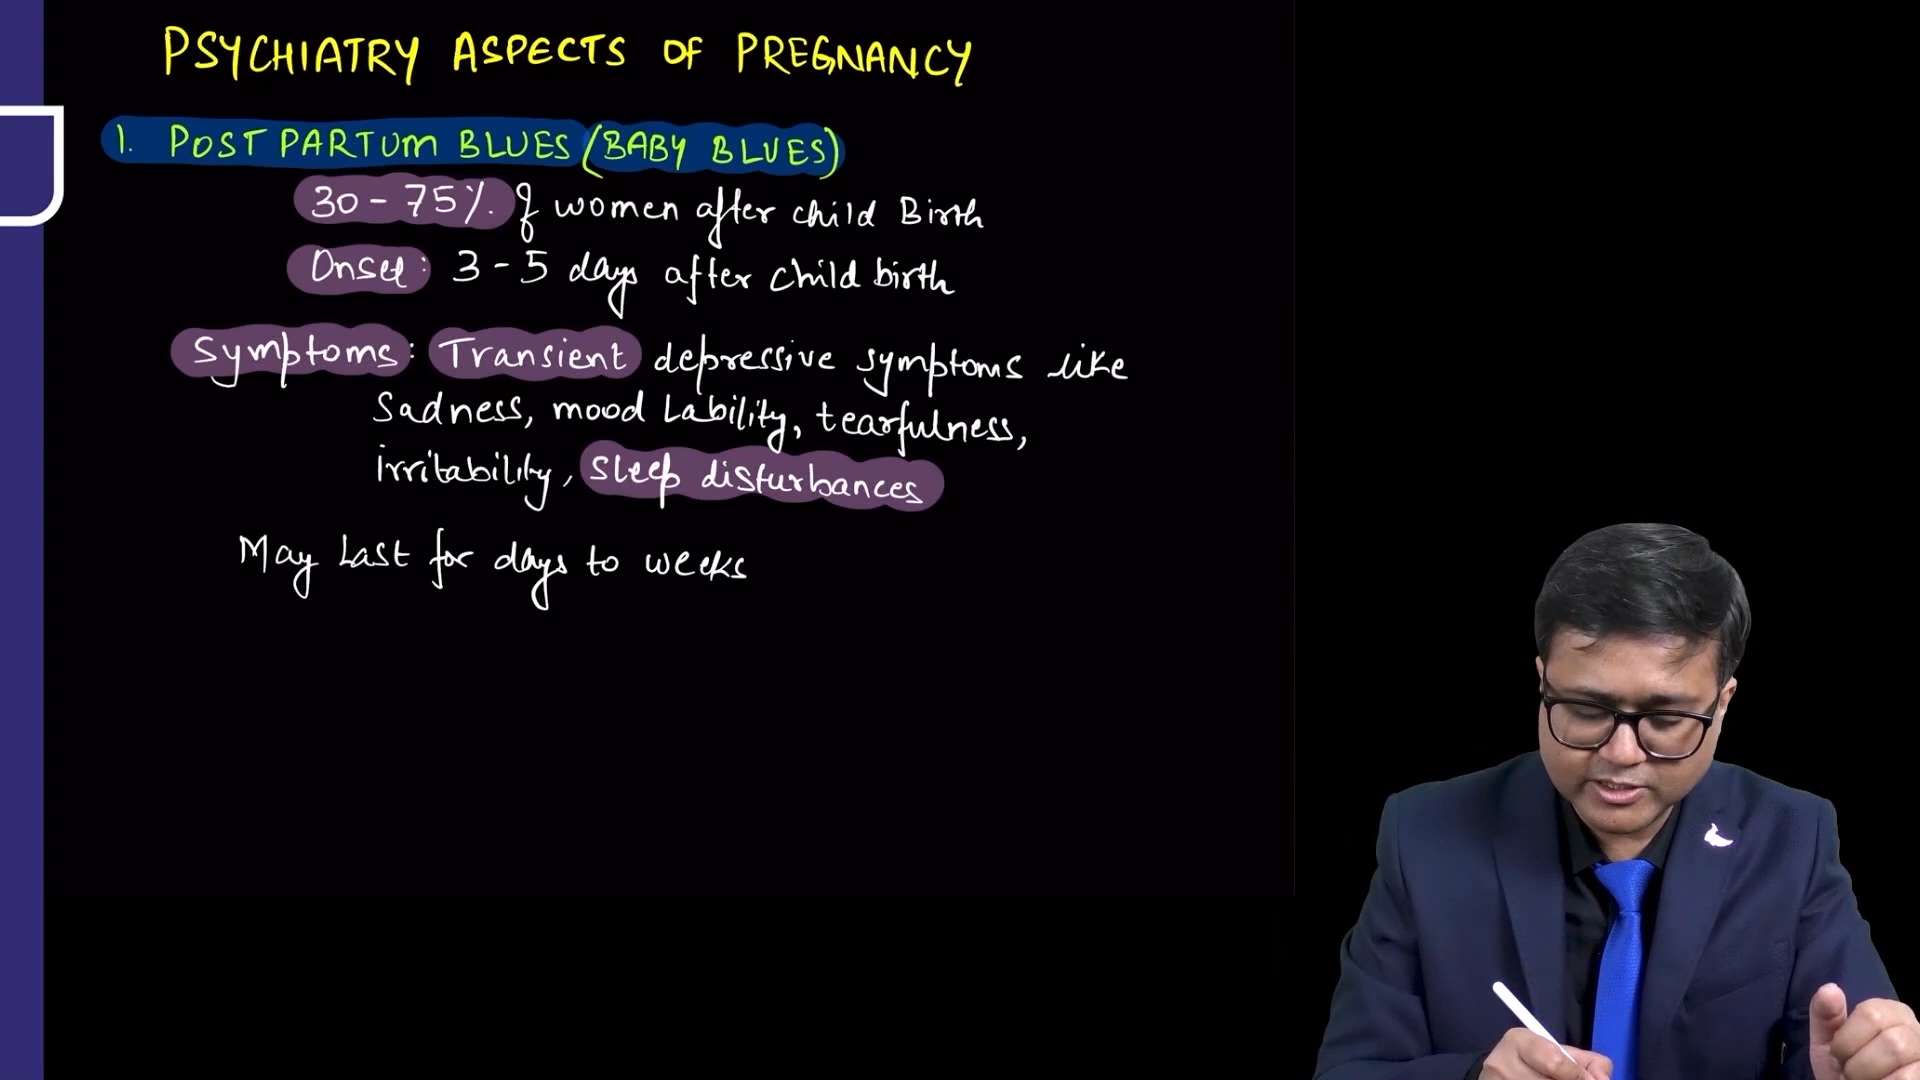 PSYCHIATRY ASPECTS OF PREGNANCY
1. POST PARTUM BLUES (BABY BLUES)
30-75% of women after child Birth
Onset: 3-5 days after child birth
Symptoms: Transient depressive symptoms like
Sadness, mood Lability, tearfulness,
irritability, sleep disturbances
May Last for days to weeks